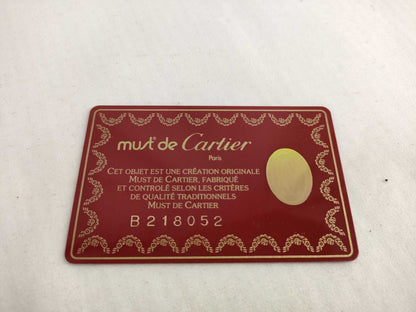 must de Cartier
Paris
CET OBJET EST UNE CRÉATION ORIGINALE
MUST DE CARTIER, FABRIQUÉ
ET CONTRÔLÉ SELON LES CRITÈRES
DE QUALITÉ TRADITIONNELS
MUST DE CARTIER
B218052